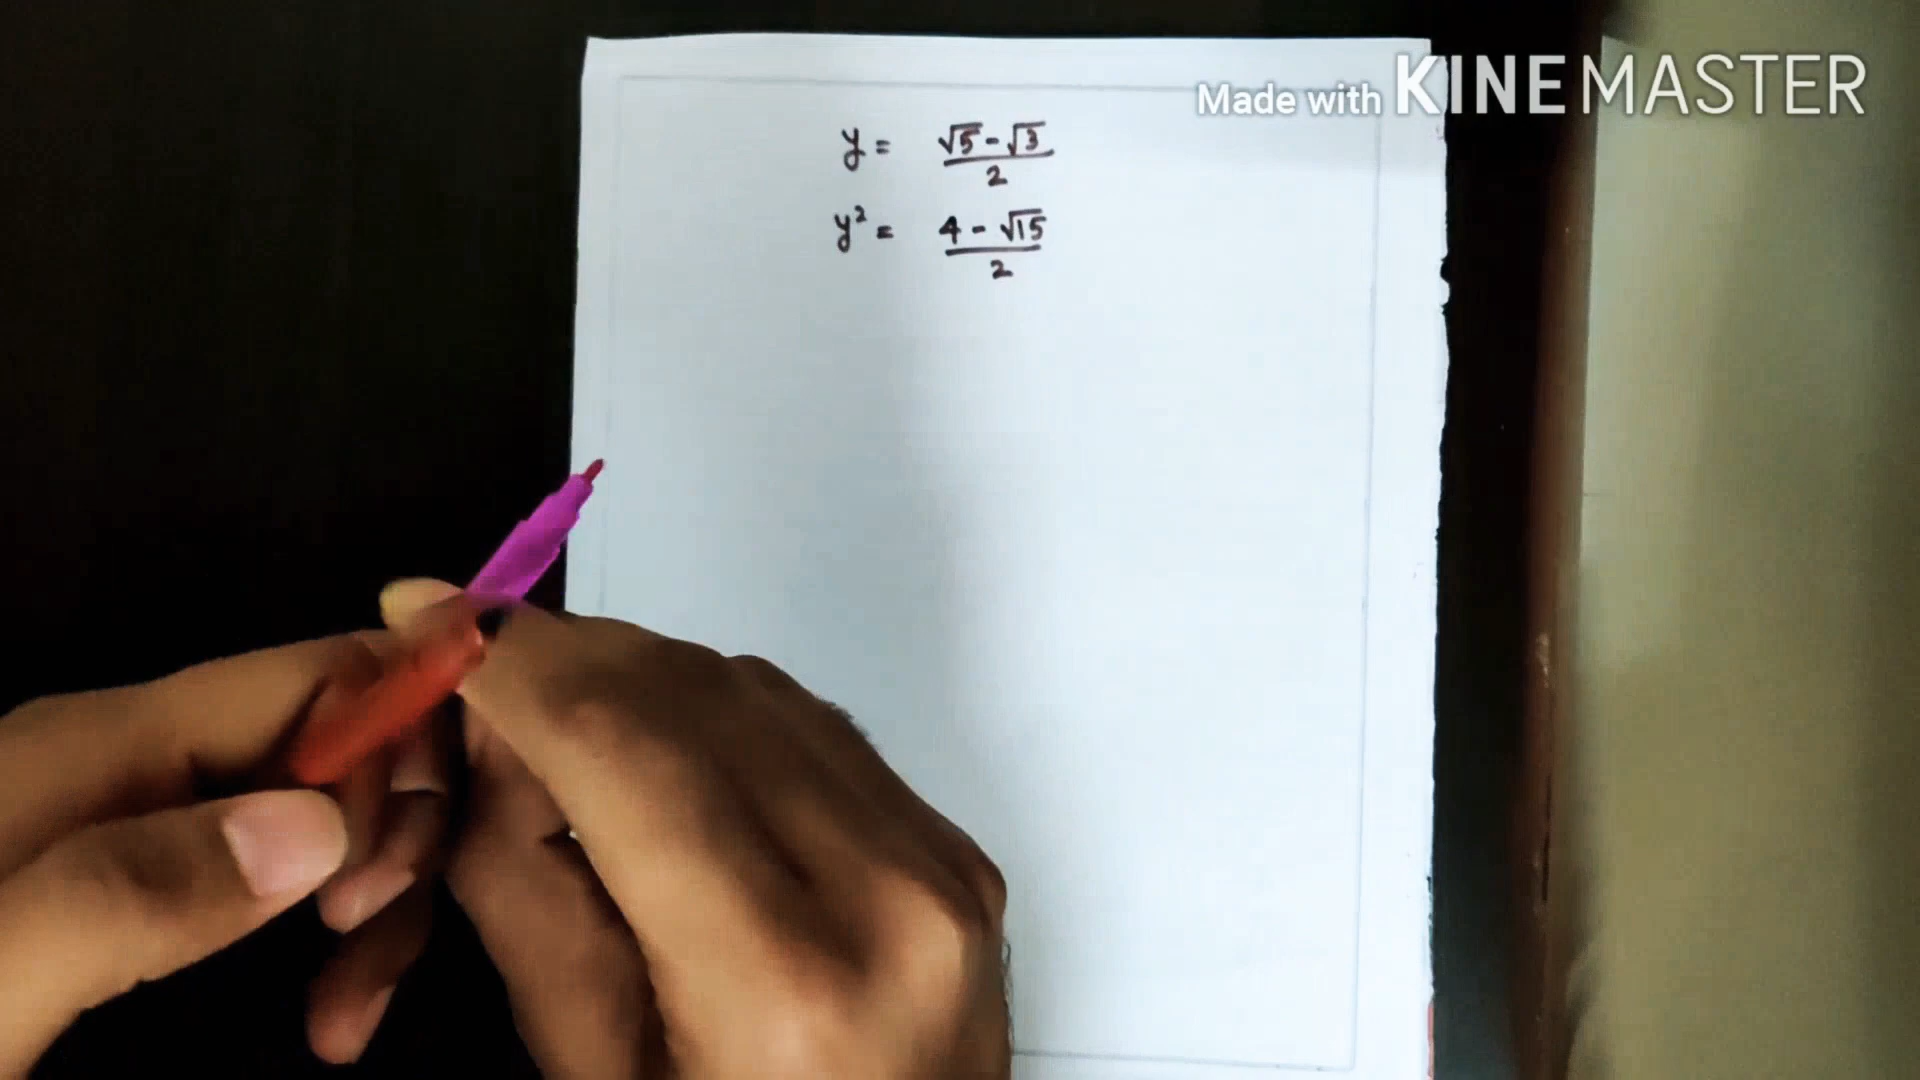 Made with KINEMASTER
y = √5-√3 / 2
y² = 4 - √15 / 2